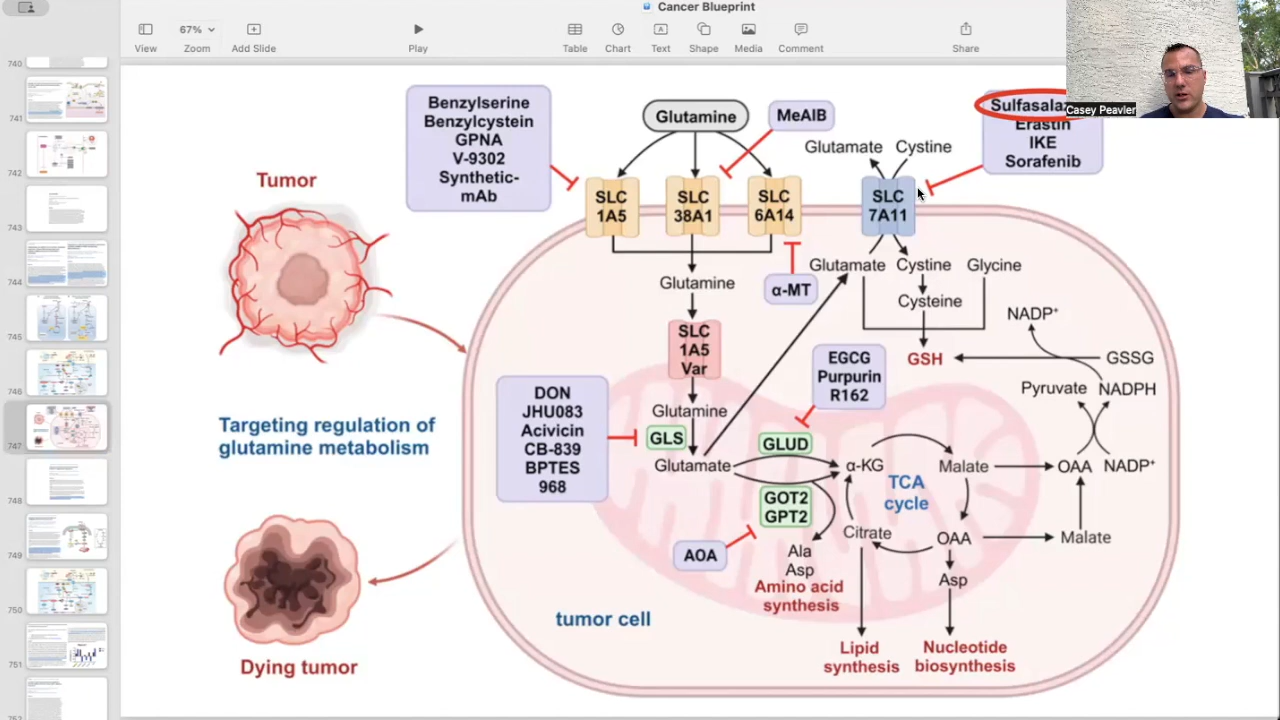 Cancer Blueprint
67%
View
Zoom
Add Slide
Play
Table
Chart
Text
Shape
Media
Comment
Share
Casey Peavier
740
741
742
743
744
745
746
747
748
749
750
751
Benzylserine
Benzylcystein
GPNA
V-9302
Synthetic-
mAb
Glutamine
MeAIB
Glutamate
Cystine
Erastin
IKE
Sorafenib
Tumor
SLC
1A5
SLC
38A1
SLC
6A14
SLC
7A11
Glutamine
α-MT
Glutamate
Cystine
Glycine
Cysteine
NADP⁺
SLC
1A5
Var
GSH
GSSG
EGCG
Purpurin
R162
Pyruvate
NADPH
DON
JHU083
Acivicin
CB-839
BPTES
968
Glutamine
GLS
Glutamate
GLUD
α-KG
Malate
OAA
NADP⁺
TCA
cycle
Targeting regulation of
glutamine metabolism
GOT2
GPT2
Citrate
OAA
Malate
AOA
Ala
Asp
Amino acid
synthesis
Asp
tumor cell
Lipid
synthesis
Nucleotide
biosynthesis
Dying tumor